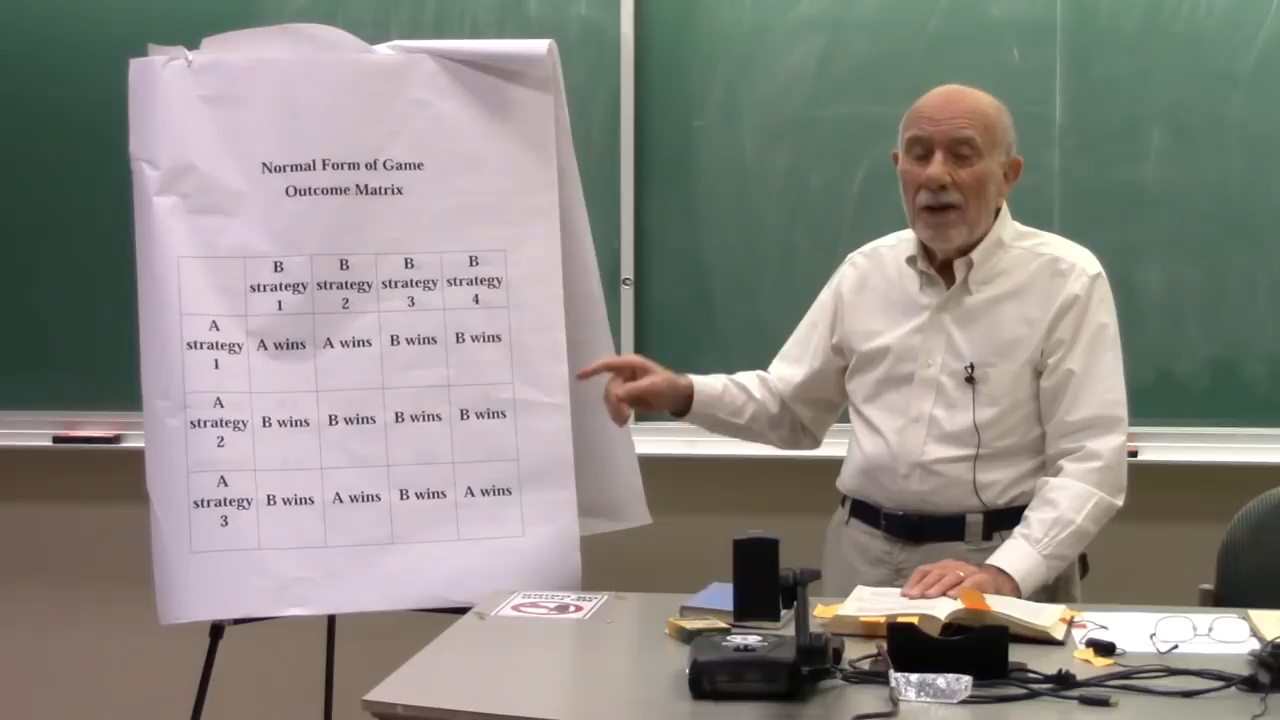 Normal Form of Game
Outcome Matrix
B strategy 1 B strategy 2 B strategy 3 B strategy 4
A strategy 1 A wins A wins B wins B wins
A strategy 2 B wins B wins B wins B wins
A strategy 3 B wins A wins B wins A wins